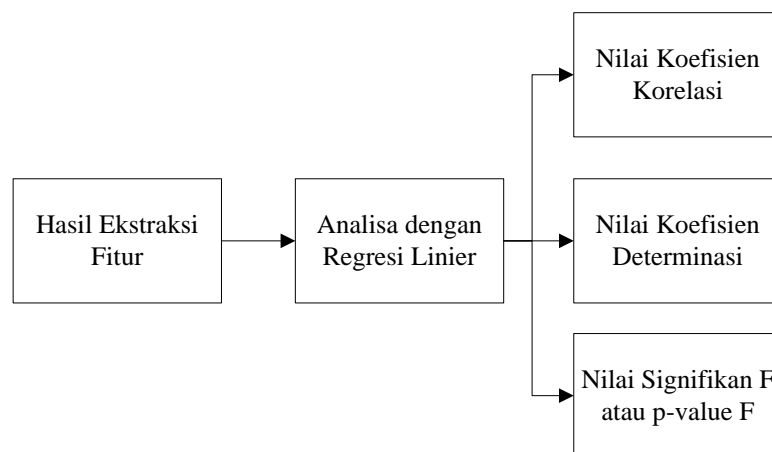 Nilai Koefisien
Korelasi
Hasil Ekstraksi
Fitur
Analisa dengan
Regresi Linier
Nilai Koefisien
Determinasi
Nilai Signifikan F
atau p-value F